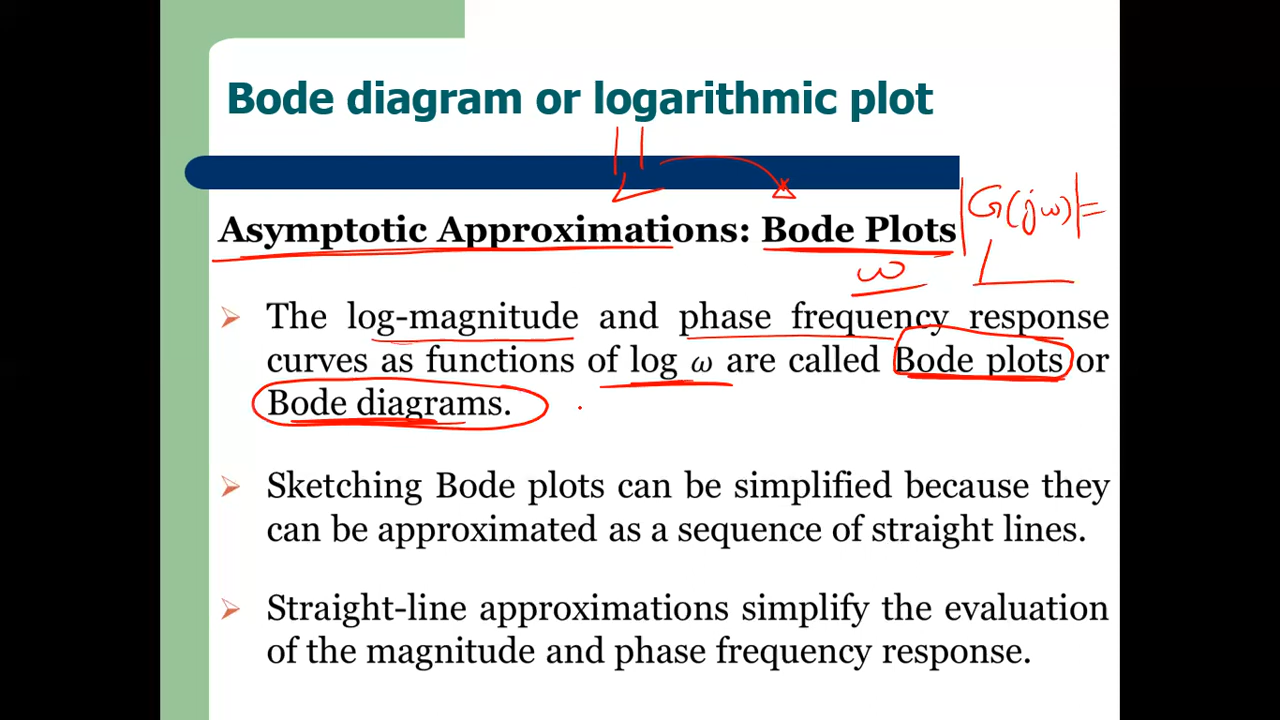 Bode diagram or logarithmic plot
Asymptotic Approximations: Bode Plots
|G(jω)|=
ω
➢ The log-magnitude and phase frequency response
curves as functions of log ω are called Bode plots or
Bode diagrams.
➢ Sketching Bode plots can be simplified because they
can be approximated as a sequence of straight lines.
➢ Straight-line approximations simplify the evaluation
of the magnitude and phase frequency response.